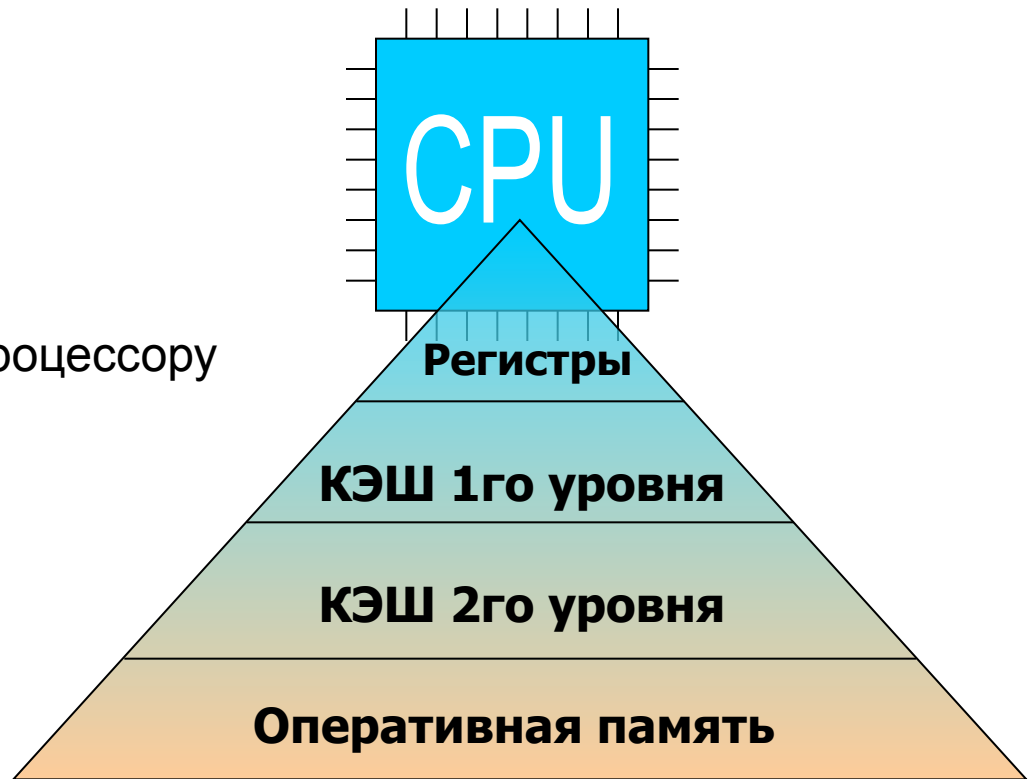 CPU
роцессору
Регистры
КЭШ 1го уровня
КЭШ 2го уровня
Оперативная память